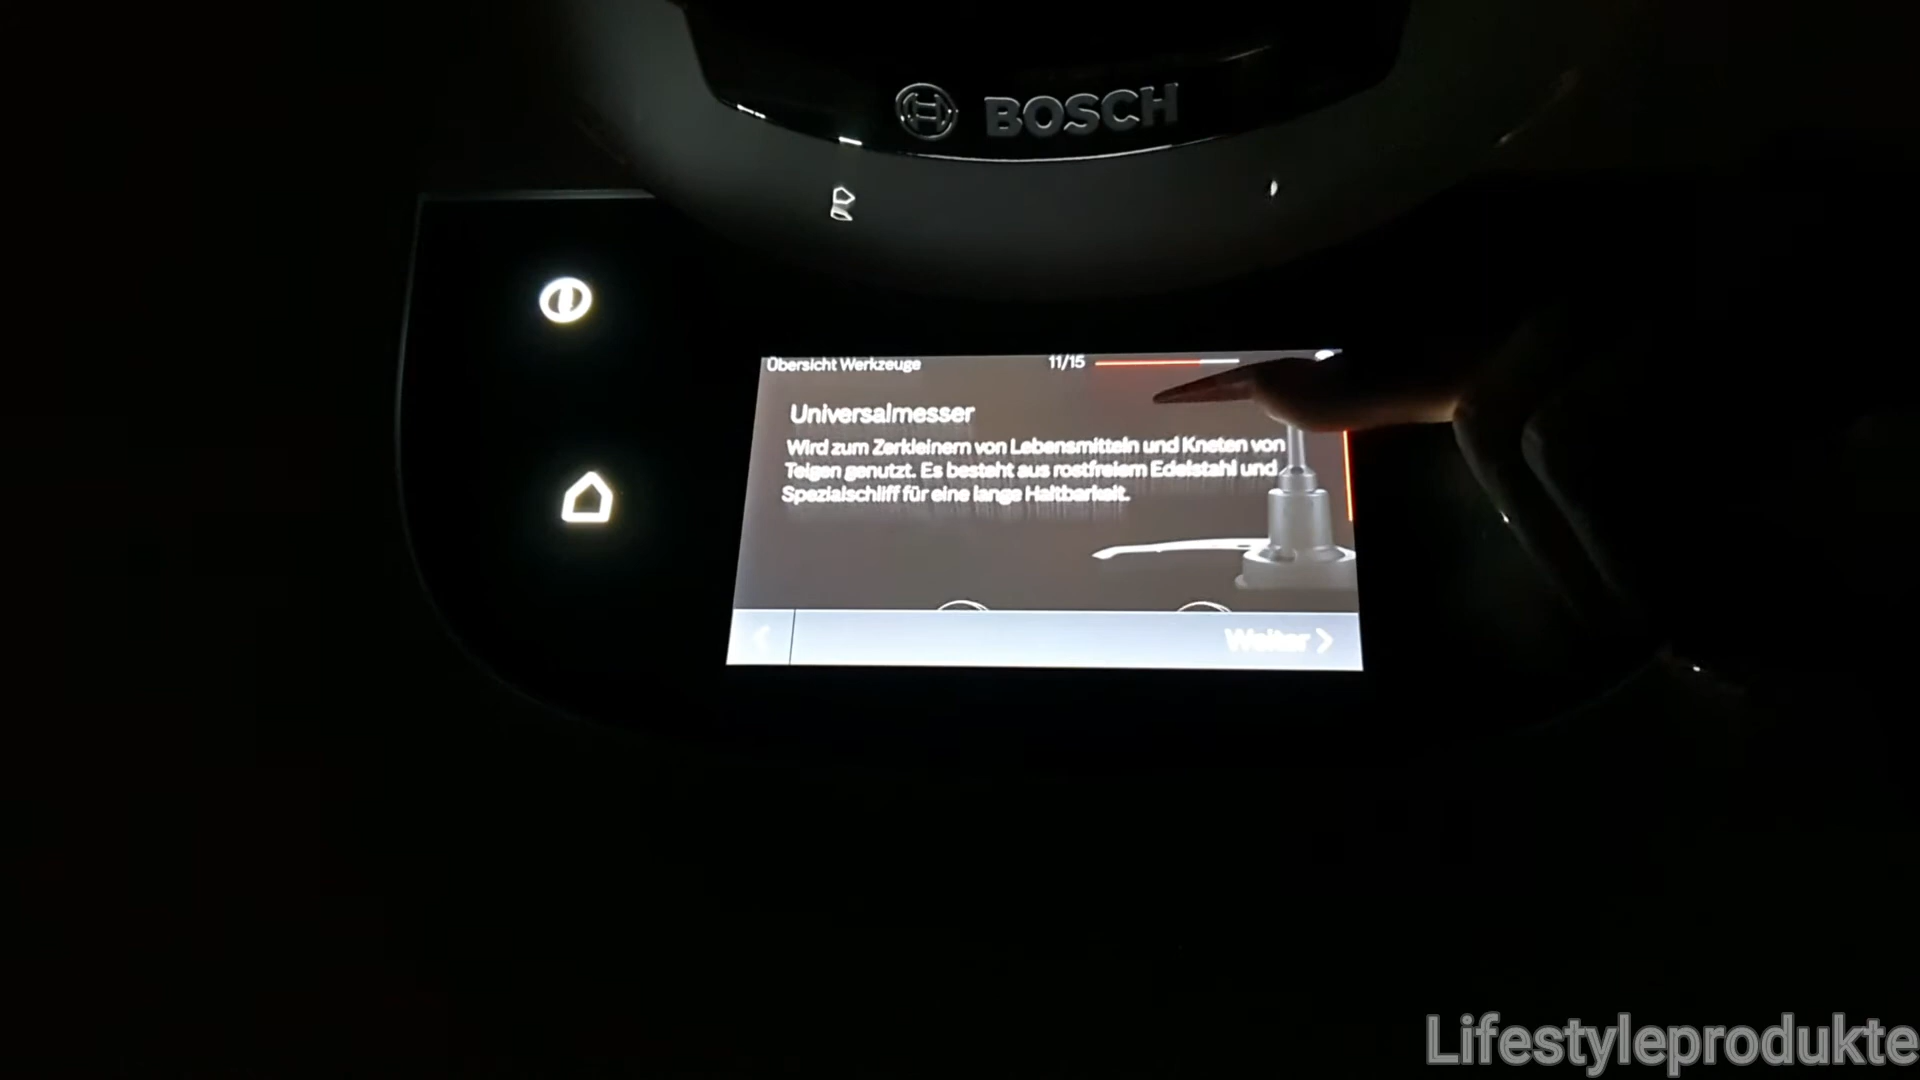 BOSCH
Übersicht Werkzeuge
11/15
Universalmesser
Wird zum Zerkleinern von Lebensmitteln und Kneten von
Teigen genutzt. Es besteht aus rostfreiem Edelstahl und
Spezialschliff für eine lange Haltbarkeit.
Weiter
Lifestyleprodukte